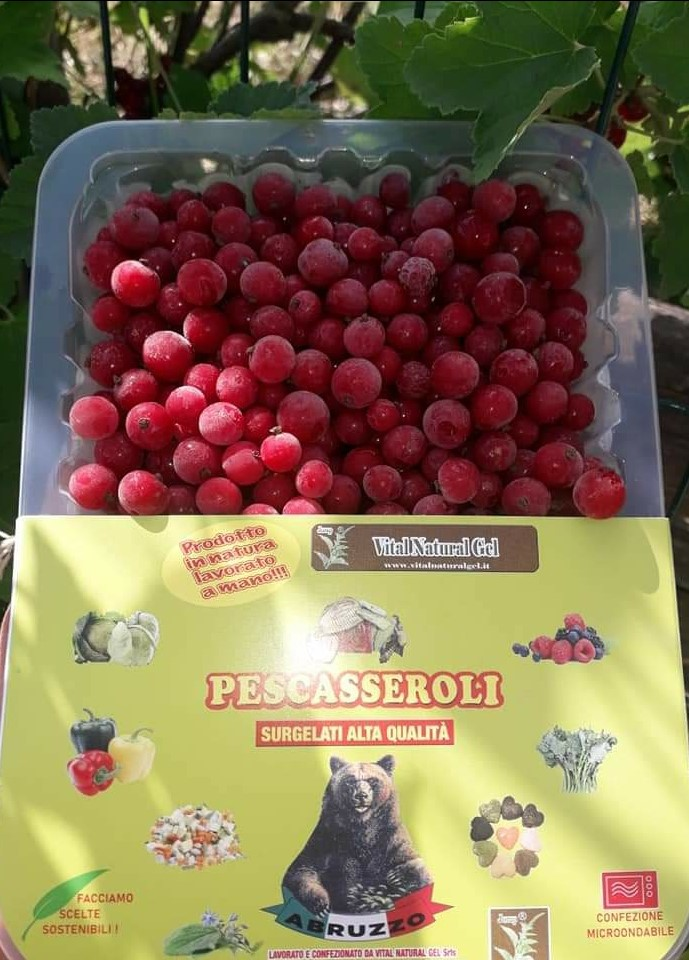 Prodotto
in natura
lavorato
a mano!!!
Vital Natural Gel
www.vitalnaturalgel.it
PESCASSEROLI
SURGELATI ALTA QUALITÀ
FACCIAMO
SCELTE
SOSTENIBILI !
ABRUZZO
CONFEZIONE
MICROONDABILE
LAVORATO E CONFEZIONATO DA VITAL NATURAL GEL Srls